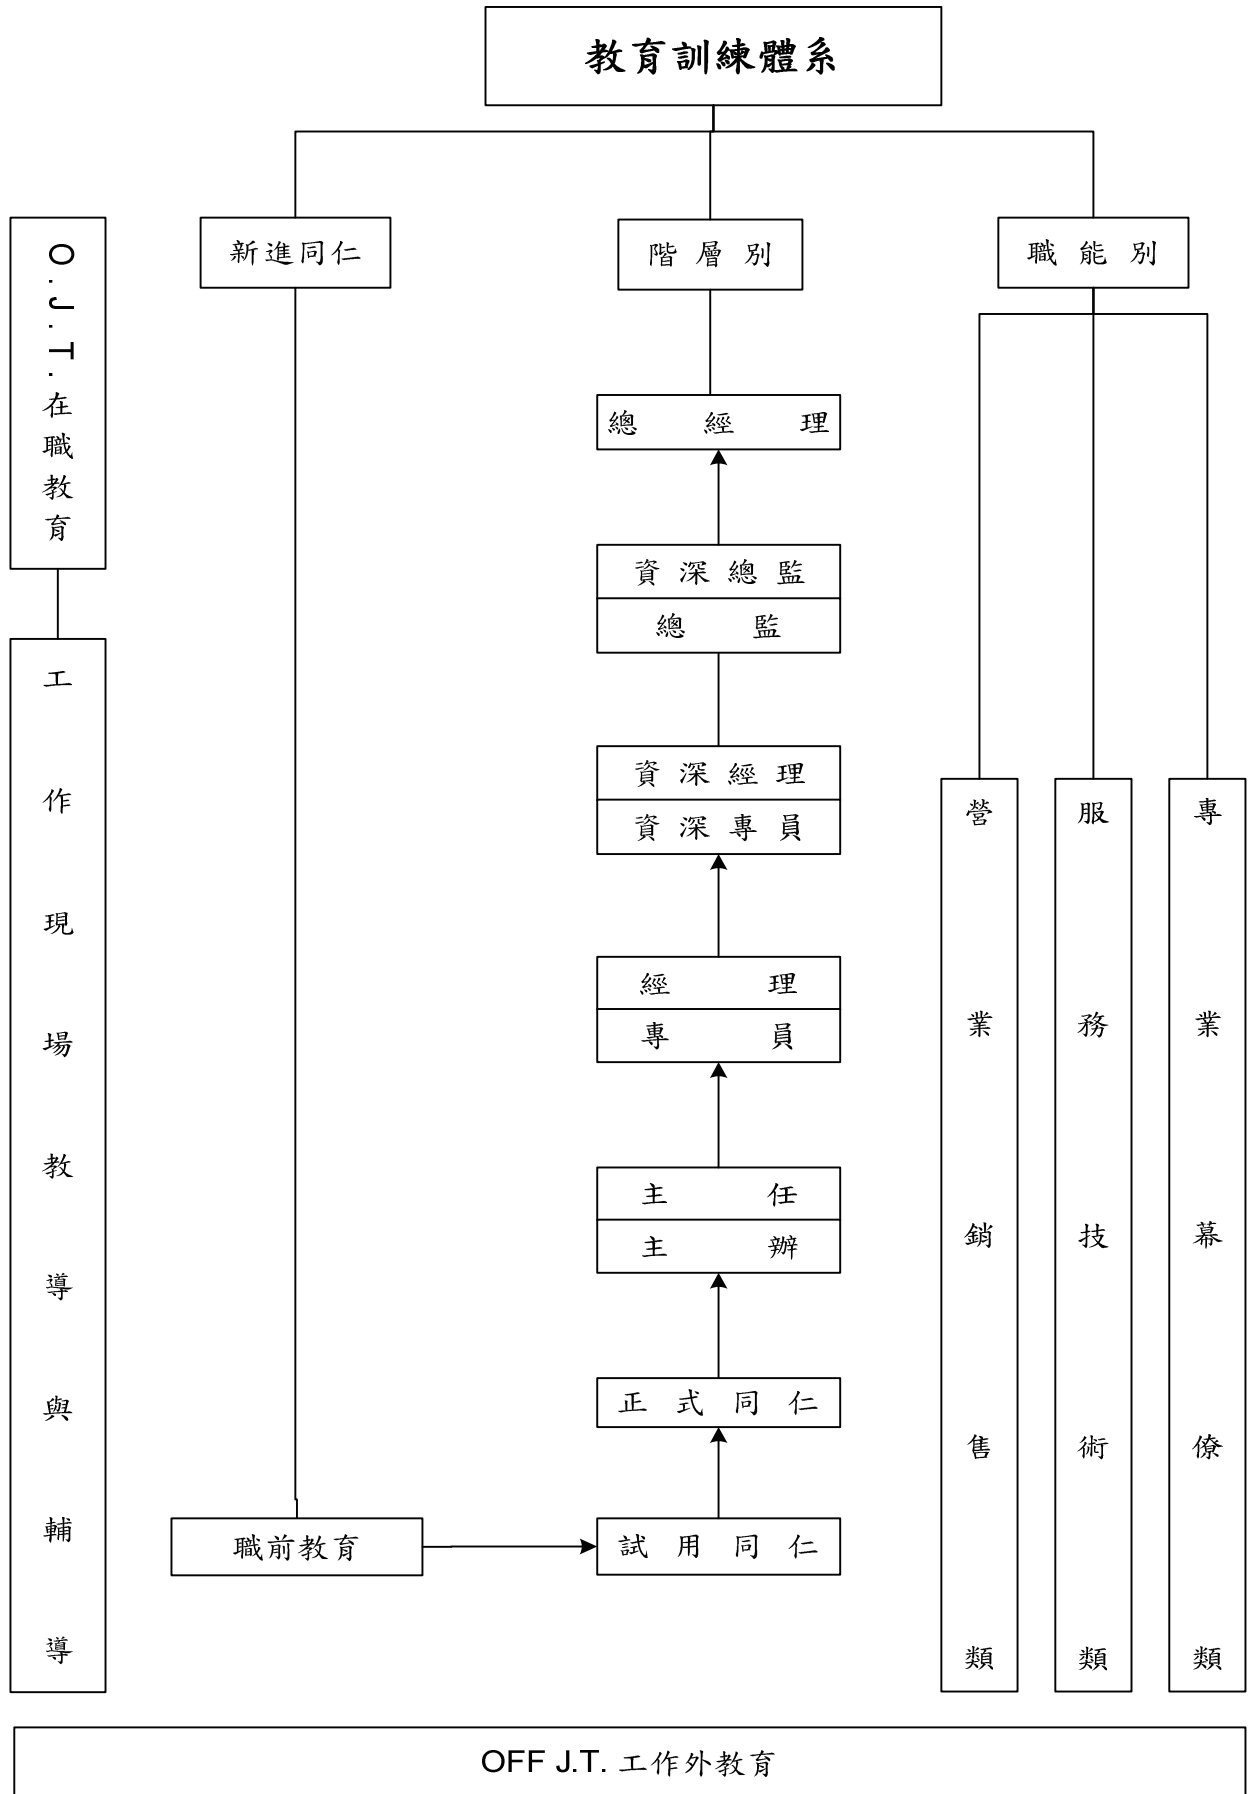 教育訓練體系
新進同仁
階層別
職能別
O.J.T.在職教育
總經理
資深總監
總監
工作現場教導與輔導
資深經理
資深專員
營業銷售類
服務技術類
專業幕僚類
經理
專員
主任
主辦
正式同仁
職前教育
試用同仁
OFF J.T. 工作外教育